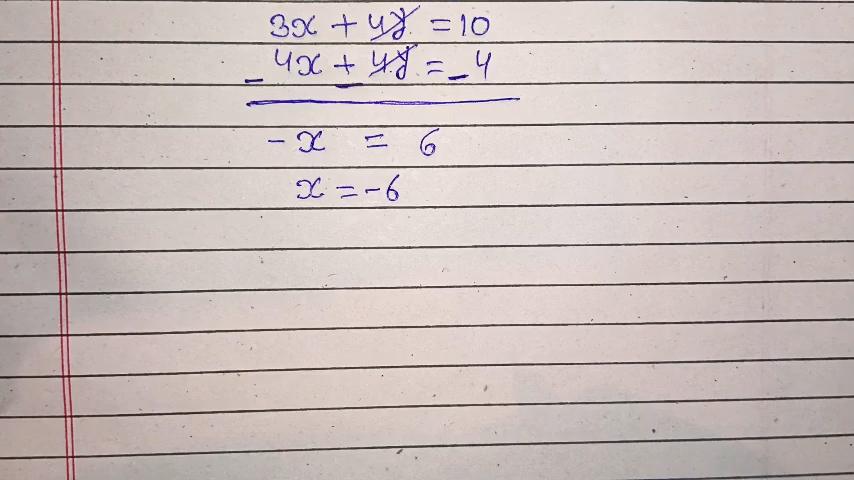 3x + 4y = 10
_ 4x + 4y = _ 4
- x = 6
x = -6